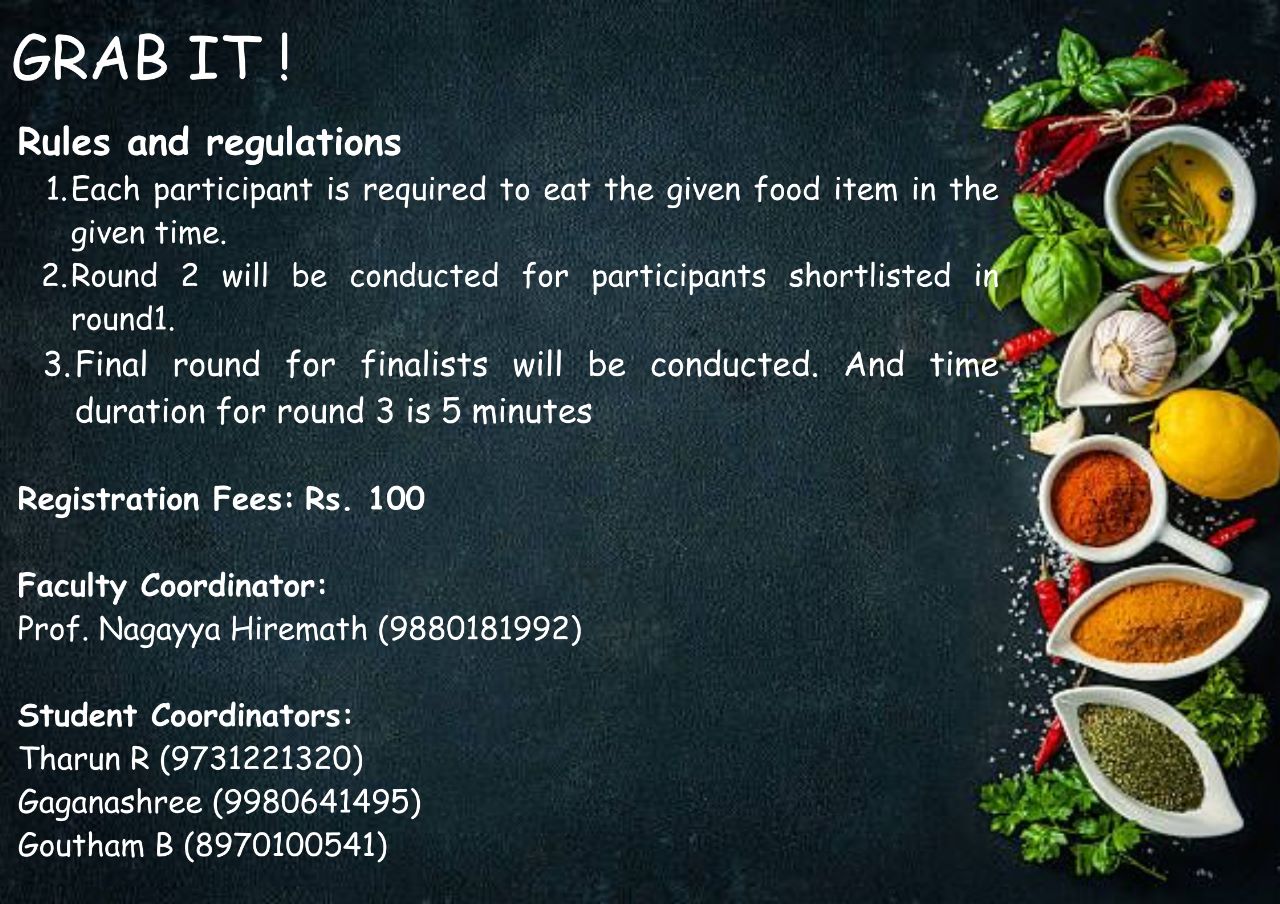 GRAB IT !
Rules and regulations
1. Each participant is required to eat the given food item in the
given time.
2. Round 2 will be conducted for participants shortlisted in
round1.
3. Final round for finalists will be conducted. And time
duration for round 3 is 5 minutes
Registration Fees: Rs. 100
Faculty Coordinator:
Prof. Nagayya Hiremath (9880181992)
Student Coordinators:
Tharun R (9731221320)
Gaganashree (9980641495)
Goutham B (8970100541)